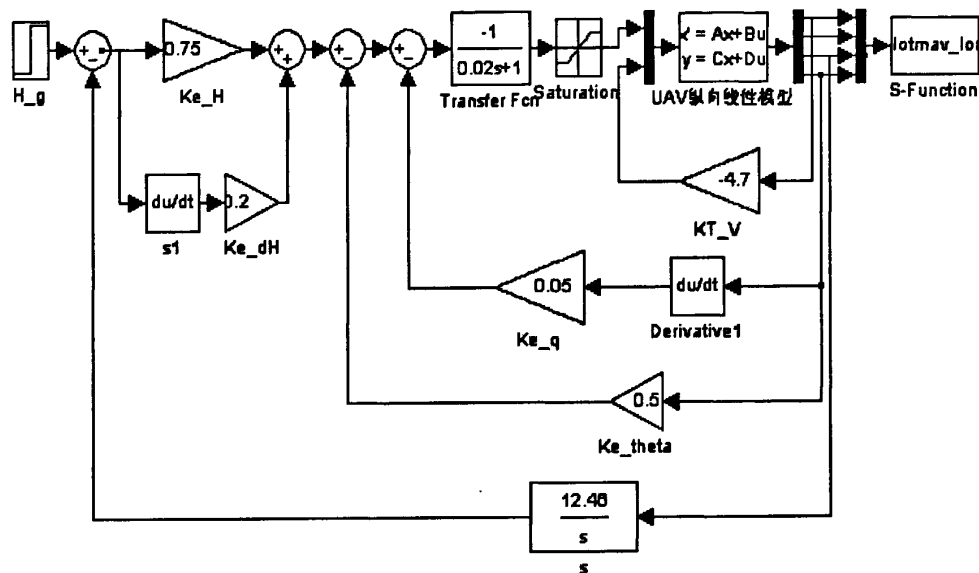 H_g
0.75
Ke_H
du/dt
s1
0.2
Ke_dH
-1
0.02s+1
Transfer Fcn
Saturation
x' = Ax+Bu
y = Cx+Du
UAV纵向线性模型
lotmav_lo
S-Function
-4.7
KT_V
0.05
Ke_q
du/dt
Derivative1
0.5
Ke_theta
12.46
s
s